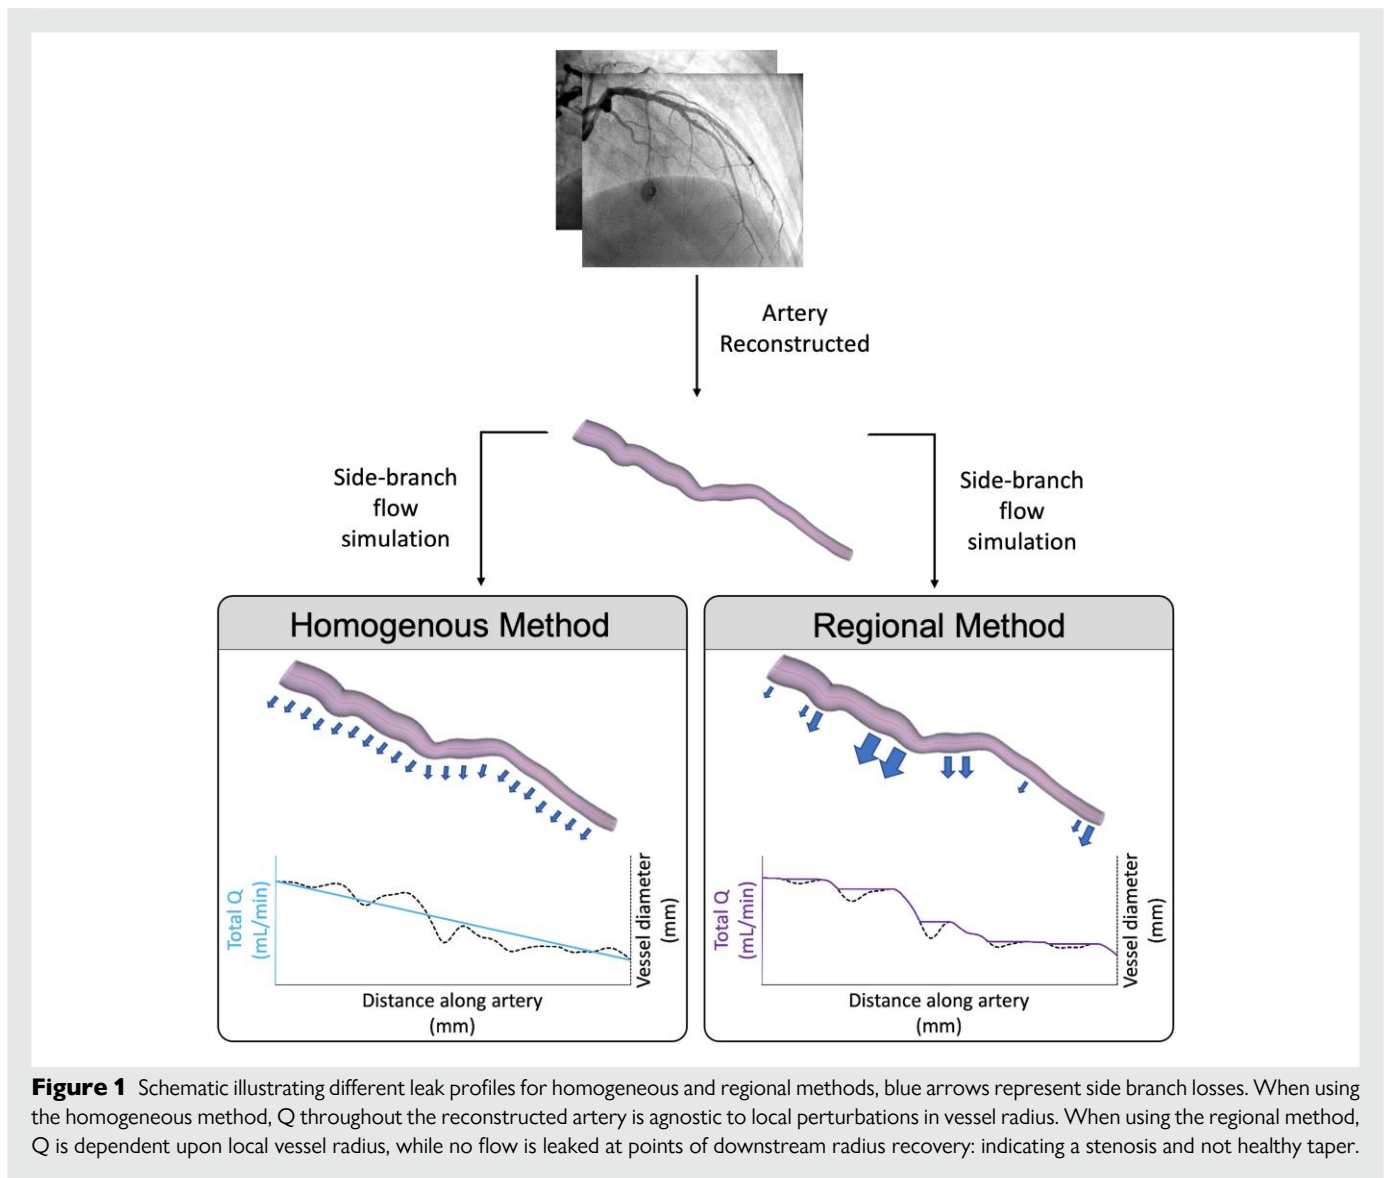 Artery
Reconstructed
Side-branch
flow
simulation
Side-branch
flow
simulation
Homogenous Method
Total Q
(mL/min)
Vessel diameter
(mm)
Distance along artery
(mm)
Regional Method
Total Q
(mL/min)
Vessel diameter
(mm)
Distance along artery
(mm)
Figure 1 Schematic illustrating different leak profiles for homogeneous and regional methods, blue arrows represent side branch losses. When using
the homogeneous method, Q throughout the reconstructed artery is agnostic to local perturbations in vessel radius. When using the regional method,
Q is dependent upon local vessel radius, while no flow is leaked at points of downstream radius recovery: indicating a stenosis and not healthy taper.